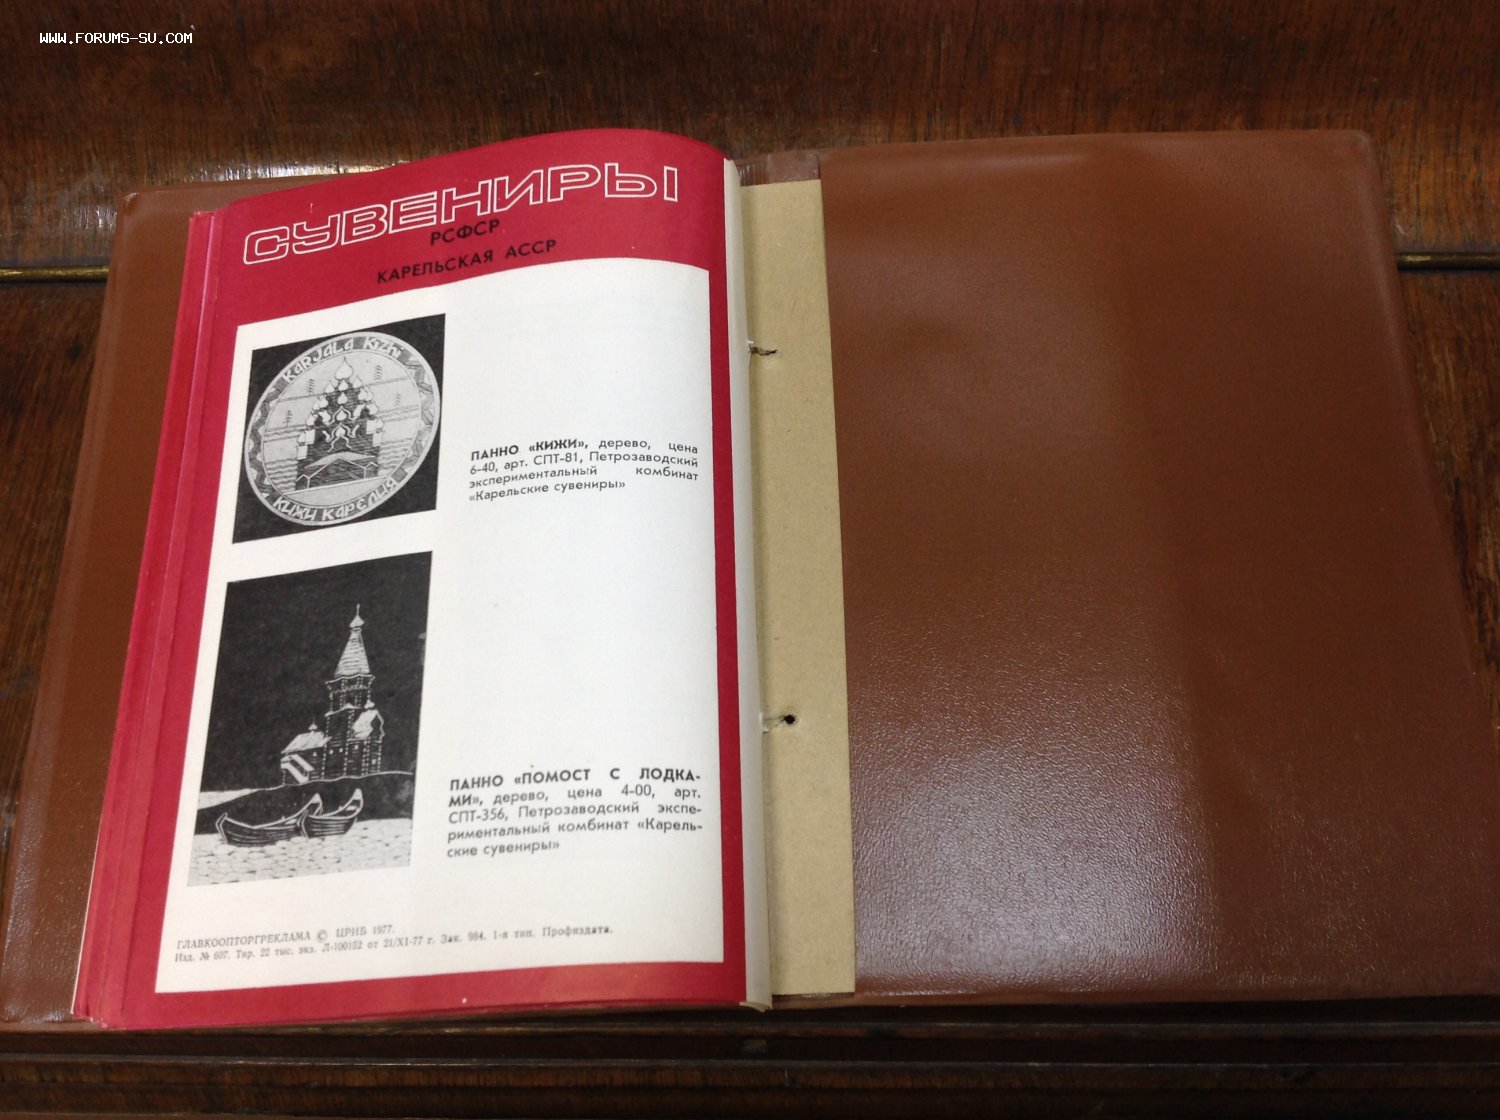 WWW.FORUMS-SU.COM
СУВЕНИРЫ
РСФСР
КАРЕЛЬСКАЯ АССР
KARJALA KIZHI
КИЖИ КАРЕЛИЯ
ПАННО «КИЖИ», дерево, цена
6-40, арт. СПТ-81, Петрозаводский
экспериментальный комбинат
«Карельские сувениры»
ПАННО «ПОМОСТ С ЛОДКА-
МИ», дерево, цена 4-00, арт.
СПТ-356, Петрозаводский экспе-
риментальный комбинат «Карель-
ские сувениры»
ГЛАВКООПТОРГРЕКЛАМА © ЦРИБ 1977.
Изд. № 607. Тир. 22 тыс. экз. Л-100152 от 21/XI-77 г. Зак. 984. 1-я тип. Профиздата.